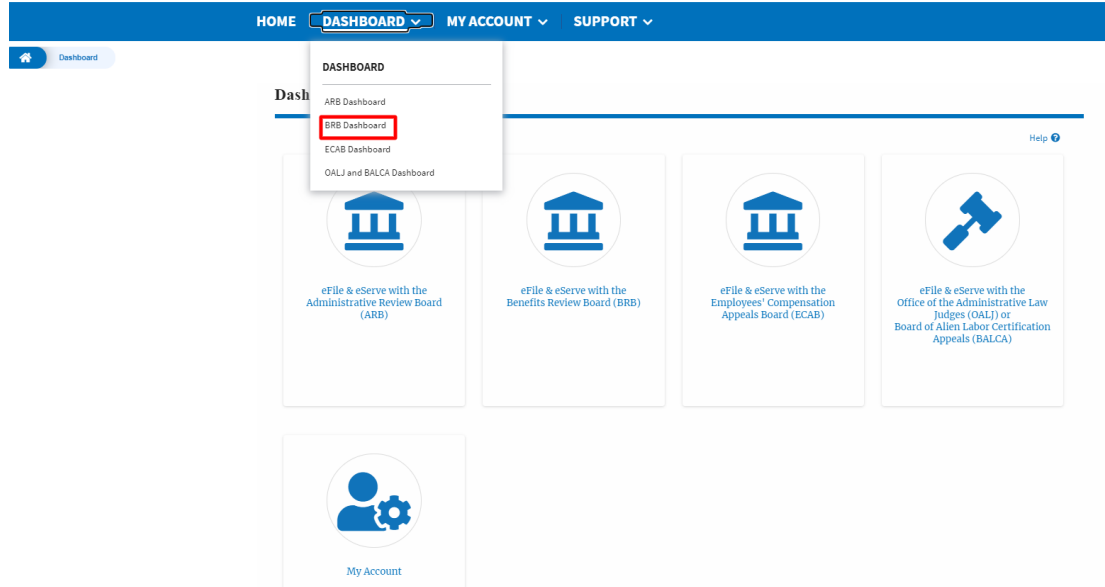 HOME DASHBOARD MY ACCOUNT SUPPORT
Dashboard
DASHBOARD
ARB Dashboard
BRB Dashboard
ECAB Dashboard
OALJ and BALCA Dashboard
Dash
Help
eFile & eServe with the
Administrative Review Board
(ARB)
eFile & eServe with the
Benefits Review Board (BRB)
eFile & eServe with the
Employees' Compensation
Appeals Board (ECAB)
eFile & eServe with the
Office of the Administrative Law
Judges (OALJ) or
Board of Alien Labor Certification
Appeals (BALCA)
My Account